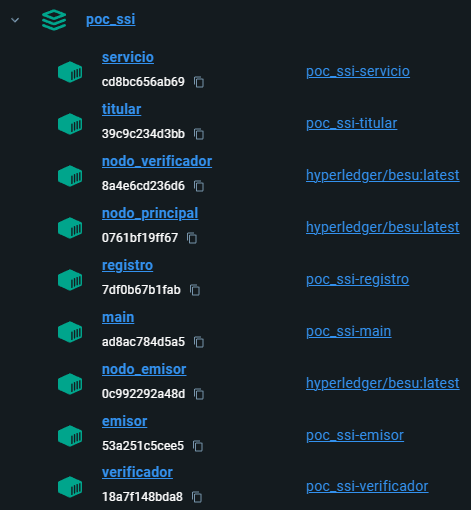 poc_ssi
servicio
cd8bc656ab69
poc_ssi-servicio
titular
39c9c234d3bb
poc_ssi-titular
nodo_verificador
8a4e6cd236d6
hyperledger/besu:latest
nodo_principal
0761bf19ff67
hyperledger/besu:latest
registro
7df0b67b1fab
poc_ssi-registro
main
ad8ac784d5a5
poc_ssi-main
nodo_emisor
0c992292a48d
hyperledger/besu:latest
emisor
53a251c5cee5
poc_ssi-emisor
verificador
18a7f148bda8
poc_ssi-verificador